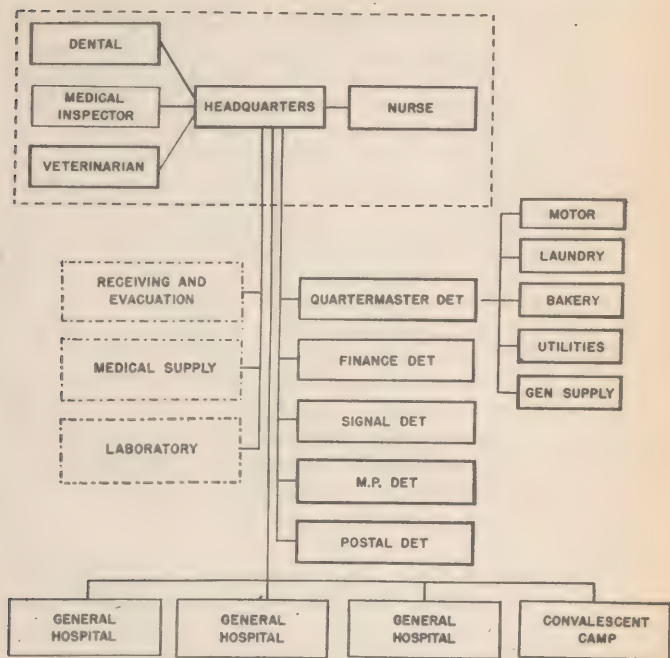 DENTAL
MEDICAL
INSPECTOR
VETERINARIAN
HEADQUARTERS
NURSE
MOTOR
LAUNDRY
BAKERY
UTILITIES
GEN SUPPLY
RECEIVING AND
EVACUATION
MEDICAL SUPPLY
LABORATORY
QUARTERMASTER DET
FINANCE DET
SIGNAL DET
M.P. DET
POSTAL DET
GENERAL
HOSPITAL
GENERAL
HOSPITAL
GENERAL
HOSPITAL
CONVALESCENT
CAMP